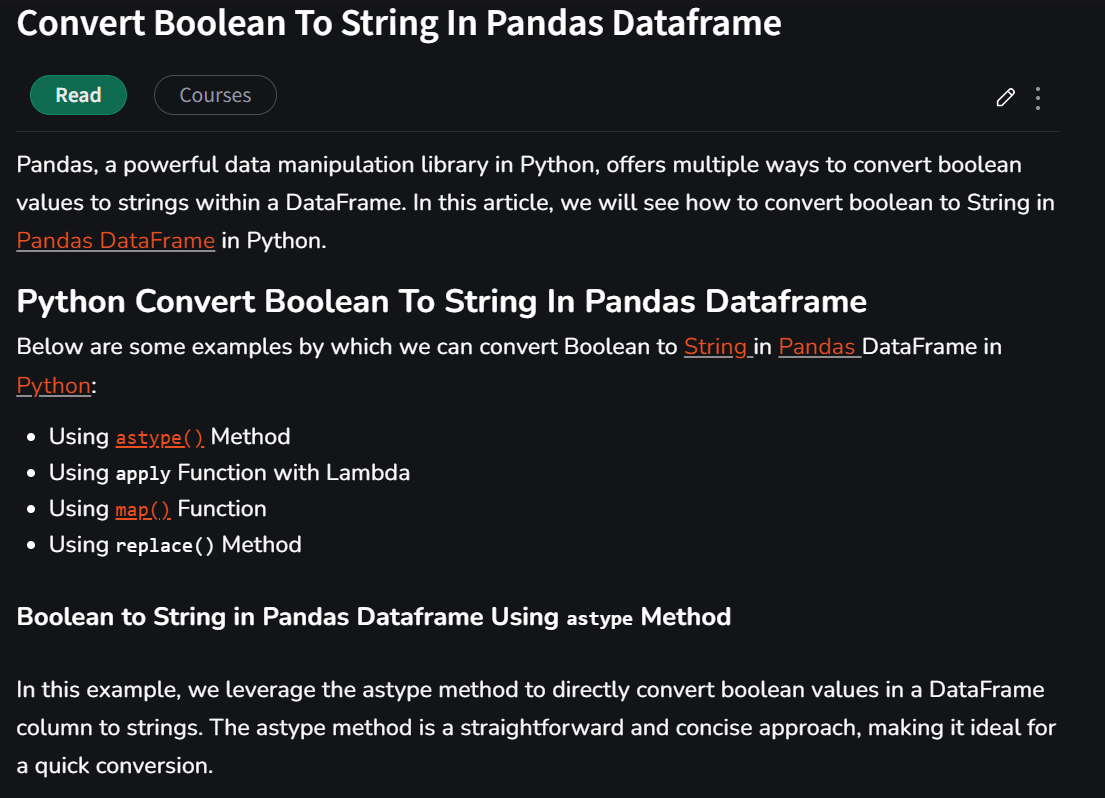 Convert Boolean To String In Pandas Dataframe
Read
Courses
Pandas, a powerful data manipulation library in Python, offers multiple ways to convert boolean
values to strings within a DataFrame. In this article, we will see how to convert boolean to String in
Pandas DataFrame in Python.
Python Convert Boolean To String In Pandas Dataframe
Below are some examples by which we can convert Boolean to String in Pandas DataFrame in
Python:
• Using astype() Method
• Using apply Function with Lambda
• Using map() Function
• Using replace() Method
Boolean to String in Pandas Dataframe Using astype Method
In this example, we leverage the astype method to directly convert boolean values in a DataFrame
column to strings. The astype method is a straightforward and concise approach, making it ideal for
a quick conversion.